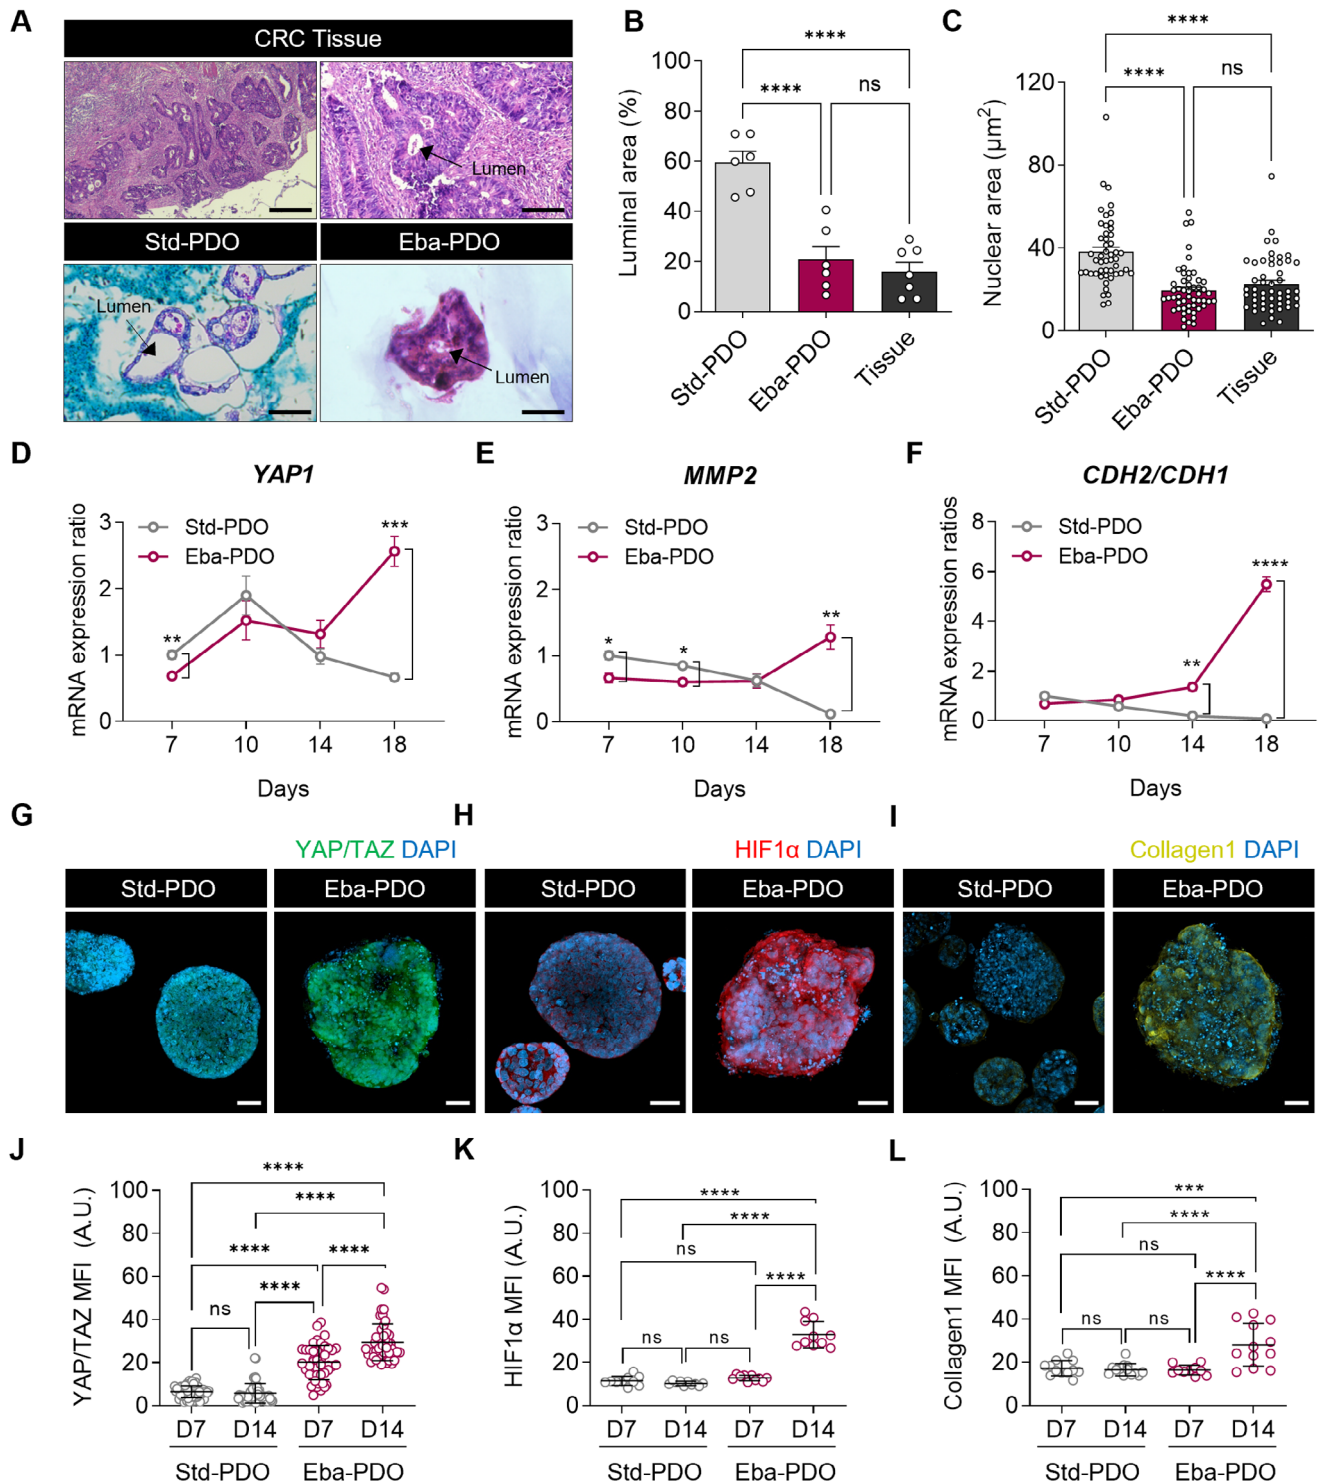 A
CRC Tissue
Lumen
Std-PDO
Eba-PDO
Lumen
Lumen
B
****
****
ns
Luminal area (%)
100
80
60
40
20
0
Std-PDO
Eba-PDO
Tissue
C
****
****
ns
Nuclear area (μm²)
120
80
40
0
Std-PDO
Eba-PDO
Tissue
D
YAP1
mRNA expression ratio
3
2
1
0
Std-PDO
Eba-PDO
**
***
7 10 14 18
Days
E
MMP2
mRNA expression ratio
3
2
1
0
Std-PDO
Eba-PDO
*
*
**
7 10 14 18
Days
F
CDH2/CDH1
mRNA expression ratios
8
6
4
2
0
Std-PDO
Eba-PDO
**
****
7 10 14 18
Days
G
YAP/TAZ DAPI
Std-PDO
Eba-PDO
H
HIF1α DAPI
Std-PDO
Eba-PDO
I
Collagen1 DAPI
Std-PDO
Eba-PDO
J
YAP/TAZ MFI (A.U.)
100
80
60
40
20
0
****
****
****
****
ns
****
D7 D14 D7 D14
Std-PDO Eba-PDO
K
HIF1α MFI (A.U.)
100
80
60
40
20
0
****
****
ns
****
ns
ns
D7 D14 D7 D14
Std-PDO Eba-PDO
L
Collagen1 MFI (A.U.)
100
80
60
40
20
0
***
****
ns
****
ns
ns
D7 D14 D7 D14
Std-PDO Eba-PDO